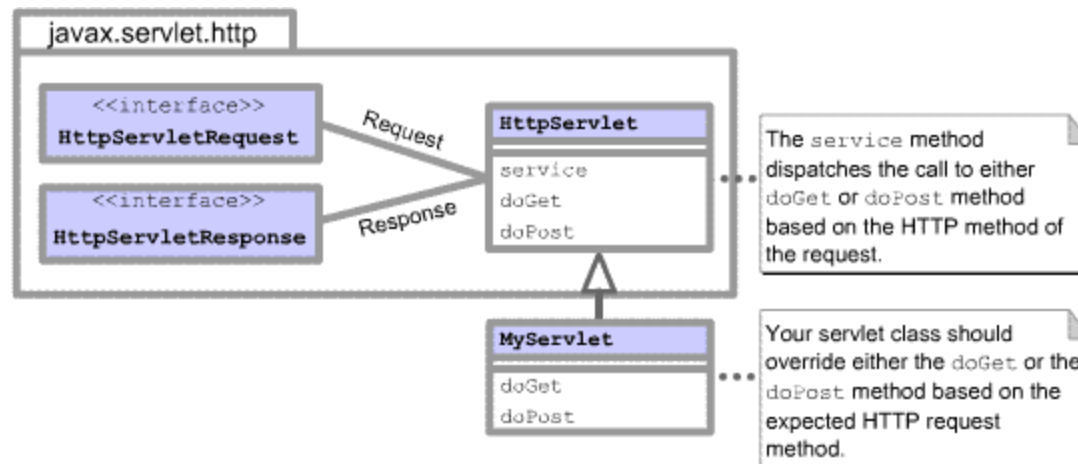 javax.servlet.http
<<interface>>
HttpServletRequest
<<interface>>
HttpServletResponse
Request
Response
HttpServlet
service
doGet
doPost
The service method
dispatches the call to either
doGet or doPost method
based on the HTTP method of
the request.
MyServlet
doGet
doPost
Your servlet class should
override either the doGet or the
doPost method based on the
expected HTTP request
method.